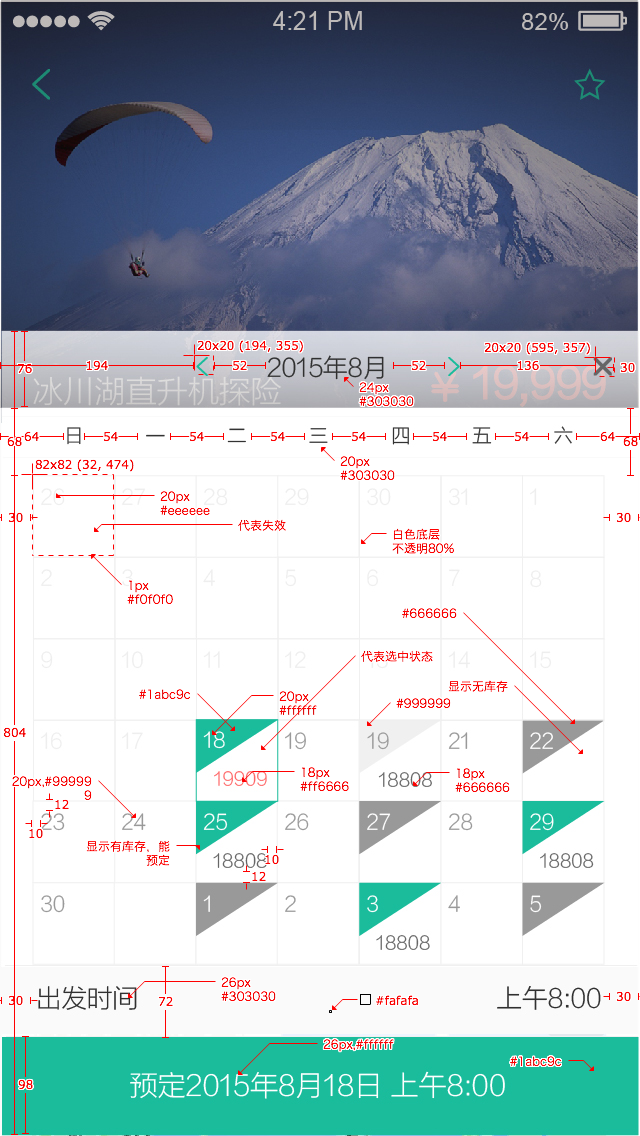 4:21 PM 82%
20x20 (194, 355) 20x20 (595, 357)
76 194 52 2015年8月 52 136 30
冰川湖直升机探险 ¥ 19,999
24px
#303030
68 64 日 54 一 54 二 54 三 54 四 54 五 54 六 64 68
82x82 (32, 474)
20px
#303030
26 27 28 29 30 31 1
30 20px
#eeeeee
代表失效
白色底层
不透明80%
30
1px
#f0f0f0
2 3 4 5 6 7 8
#666666
9 10 11 12 13 14 15
代表选中状态
#1abc9c
20px
#ffffff
#999999
显示无库存
804
16 17 18 19 19 21 22
19909 18px
#ff6666
18808 18px
#666666
20px,#99999
9
12
10
23 24 25 26 27 28 29
显示有库存、能
预定
18808 10 18808
12
30 1 2 3 4 5
18808
30 出发时间 72 26px
#303030
#fafafa 上午8:00 30
98 26px,#ffffff
#1abc9c
预定2015年8月18日 上午8:00